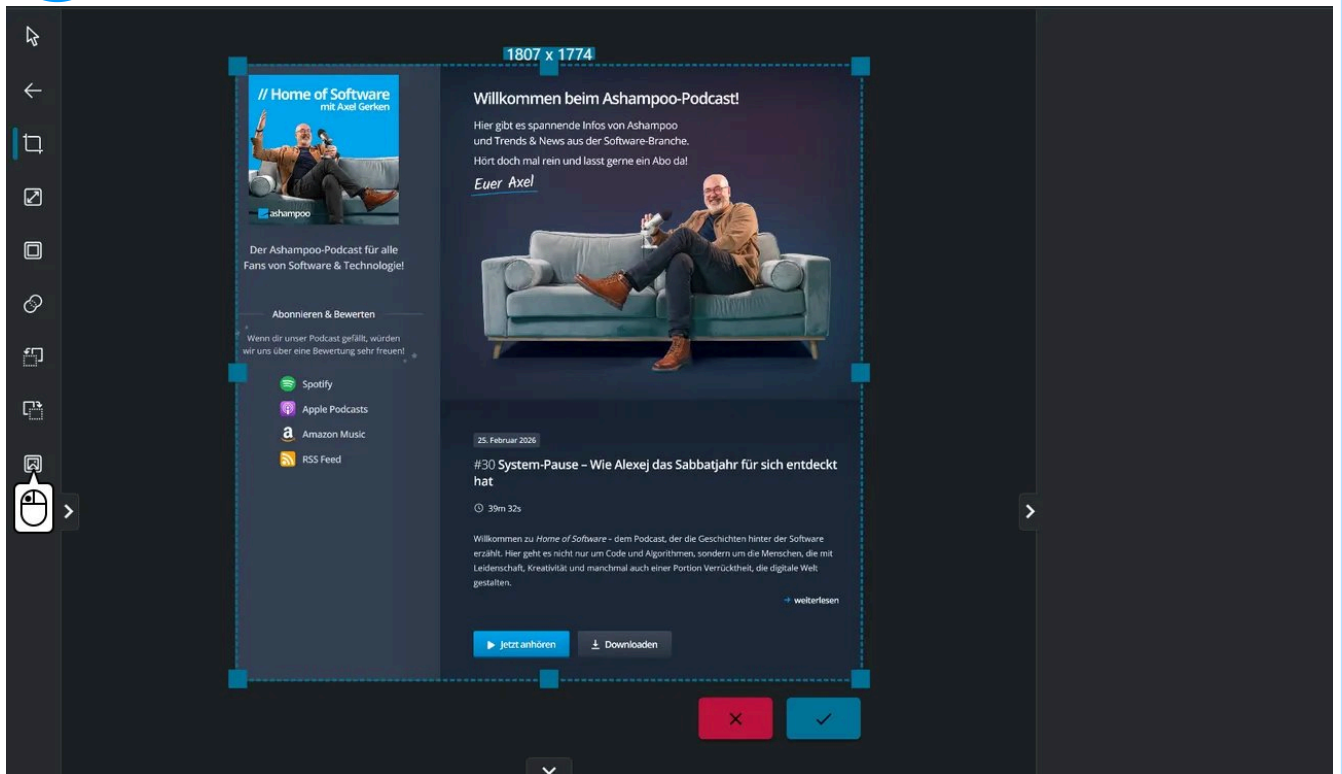 1807 x 1774
// Home of Software
mit Axel Gerken
ashampoo
Der Ashampoo-Podcast für alle
Fans von Software & Technologie!
Abonnieren & Bewerten
Wenn dir unser Podcast gefällt, würden
wir uns über eine Bewertung sehr freuen!
Spotify
Apple Podcasts
Amazon Music
RSS Feed
Willkommen beim Ashampoo-Podcast!
Hier gibt es spannende Infos von Ashampoo
und Trends & News aus der Software-Branche.
Hört doch mal rein und lasst gerne ein Abo da!
Euer Axel
25. Februar 2026
#30 System-Pause – Wie Alexej das Sabbatjahr für sich entdeckt
hat
39m 32s
Willkommen zu Home of Software – dem Podcast, der die Geschichten hinter der Software
erzählt. Hier geht es nicht nur um Code und Algorithmen, sondern um die Menschen, die mit
Leidenschaft, Kreativität und manchmal auch einer Portion Verrücktheit, die digitale Welt
gestalten.
weiterlesen
Jetzt anhören
Downloaden